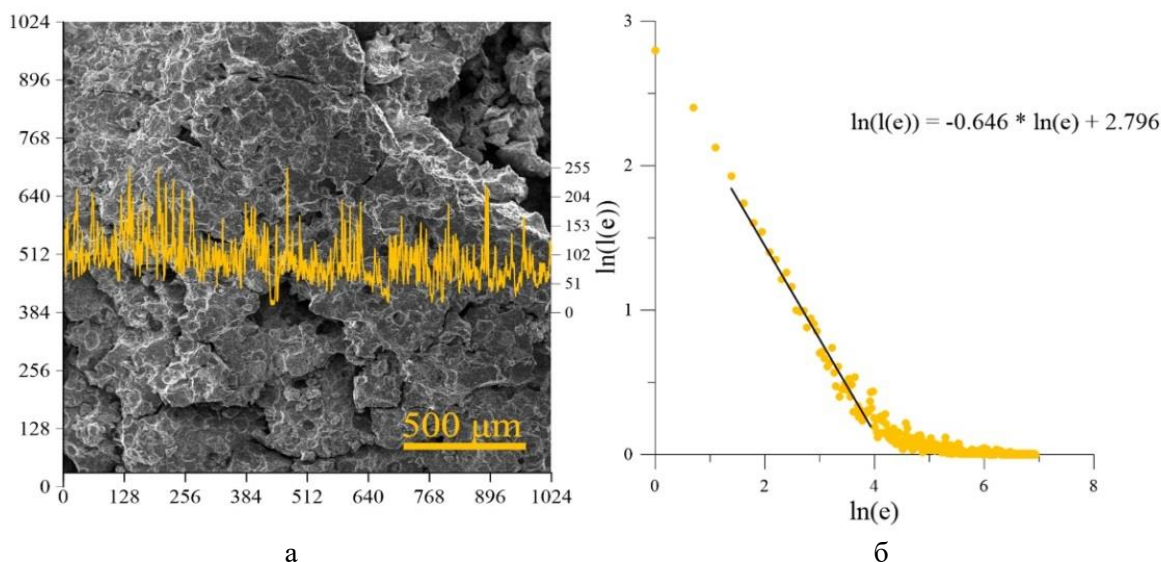 1024
896
768
640
512
384
256
128
0
0 128 256 384 512 640 768 896 1024
255
204
153
102
51
0
500 μm
а
3
2
1
0
ln(l(e))
ln(l(e)) = -0.646 * ln(e) + 2.796
0 2 4 6 8
ln(e)
б